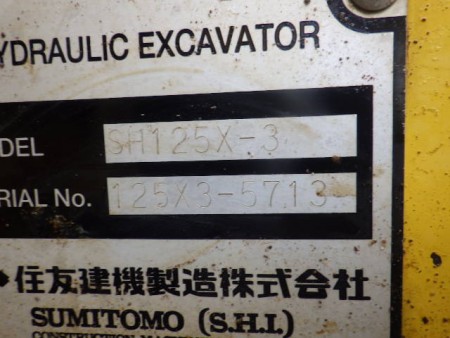 YDRAULIC EXCAVATOR
DEL SH125X-3
RIAL No. 125X3-5713
住友建機製造株式会社
SUMITOMO (S.H.I.)
CONSTRUCTION